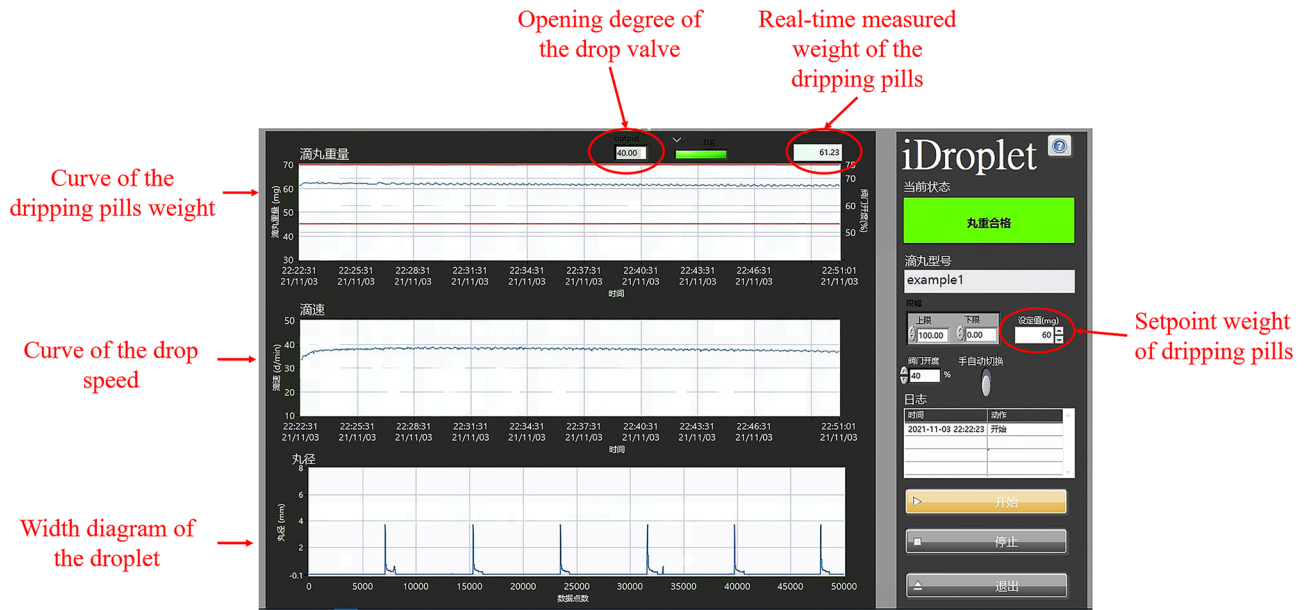 Opening degree of
the drop valve
Real-time measured
weight of the
dripping pills
Curve of the
dripping pills weight
Curve of the drop
speed
Width diagram of
the droplet
Setpoint weight
of dripping pills
滴丸重量
output
40.00
61.23
70
60
50
40
30
滴丸重量 (mg)
75
70
60
50
阀门开度(%)
22:22:31 22:25:31 22:28:31 22:31:31 22:34:31 22:37:31 22:40:31 22:43:31 22:46:31 22:51:01
21/11/03 21/11/03 21/11/03 21/11/03 21/11/03 21/11/03 21/11/03 21/11/03 21/11/03 21/11/03
时间
滴速
50
40
30
20
10
滴速 (d/min)
22:22:31 22:25:31 22:28:31 22:31:31 22:34:31 22:37:31 22:40:31 22:43:31 22:46:31 22:51:01
21/11/03 21/11/03 21/11/03 21/11/03 21/11/03 21/11/03 21/11/03 21/11/03 21/11/03 21/11/03
时间
丸径
8
6
4
2
-0.1
丸径 (mm)
0 5000 10000 15000 20000 25000 30000 35000 40000 45000 50000
数据点数
iDroplet
?
当前状态
丸重合格
滴丸型号
example1
限幅
上限 下限
100.00 0.00
设定值(mg)
60
阀门开度
40 %
手自动切换
日志
时间 动作
2021-11-03 22:22:23 开始
开始
停止
退出